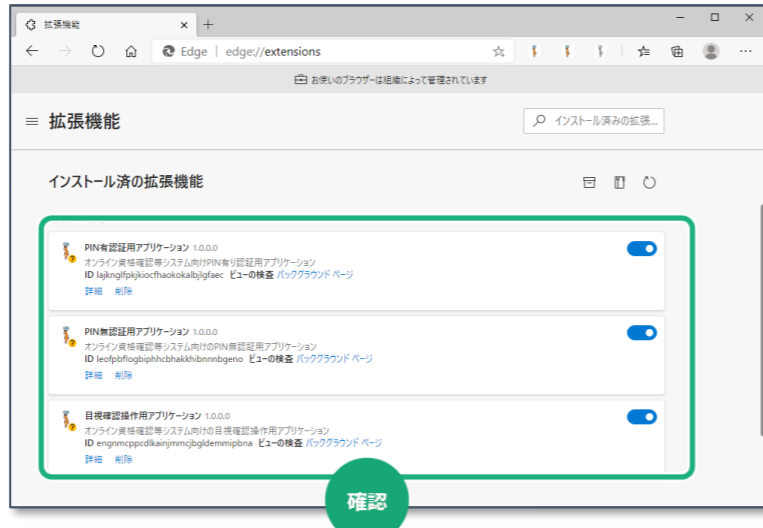 拡張機能
Edge | edge://extensions
お使いのブラウザーは組織によって管理されています
拡張機能
インストール済みの拡張...
インストール済の拡張機能
PIN有認証用アプリケーション 1.0.0.0
オンライン資格確認等システム向けPIN有り認証用アプリケーション
ID lajknglfpkjkiocfhaokokalbjlgfaec ビューの検査 バックグラウンド ページ
詳細 削除
PIN無認証用アプリケーション 1.0.0.0
オンライン資格確認等システム向けのPIN無認証用アプリケーション
ID leofpbflogbiphhcbhakkhibnnnbgeno ビューの検査 バックグラウンド ページ
詳細 削除
目視確認操作用アプリケーション 1.0.0.0
オンライン資格確認等システム向けの目視確認操作用アプリケーション
ID engnmcppcdlkainjmmcjbgldemmipbna ビューの検査 バックグラウンド ページ
詳細 削除
確認